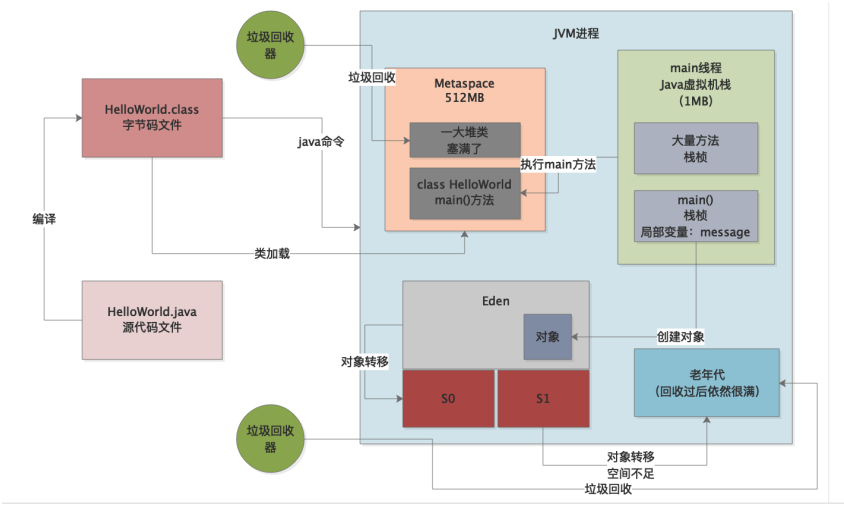 JVM进程
垃圾回收
器
main线程
Java虚拟机栈
（1MB）
垃圾回收
Metaspace
512MB
HelloWorld.class
字节码文件
一大堆类
塞满了
大量方法
栈桢
java命令
执行main方法
class HelloWorld
main()方法
main()
栈桢
局部变量：message
编译
类加载
HelloWorld.java
源代码文件
Eden
对象
创建对象
对象转移
老年代
（回收过后依然很满）
S0
S1
垃圾回收
器
对象转移
空间不足
垃圾回收